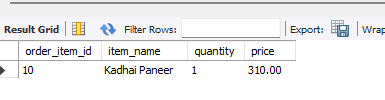 Result Grid Filter Rows: Export: Wrap
order_item_id item_name quantity price
10 Kadhai Paneer 1 310.00